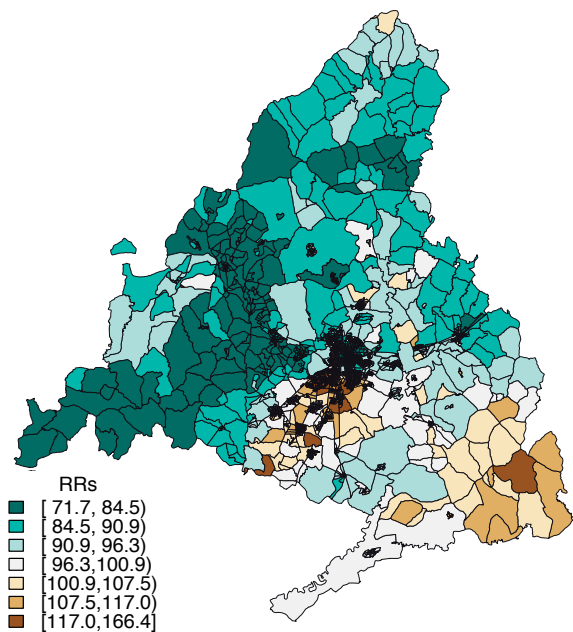 RRs
[ 71.7, 84.5)
[ 84.5, 90.9)
[ 90.9, 96.3)
[ 96.3,100.9)
[100.9,107.5)
[107.5,117.0)
[117.0,166.4]